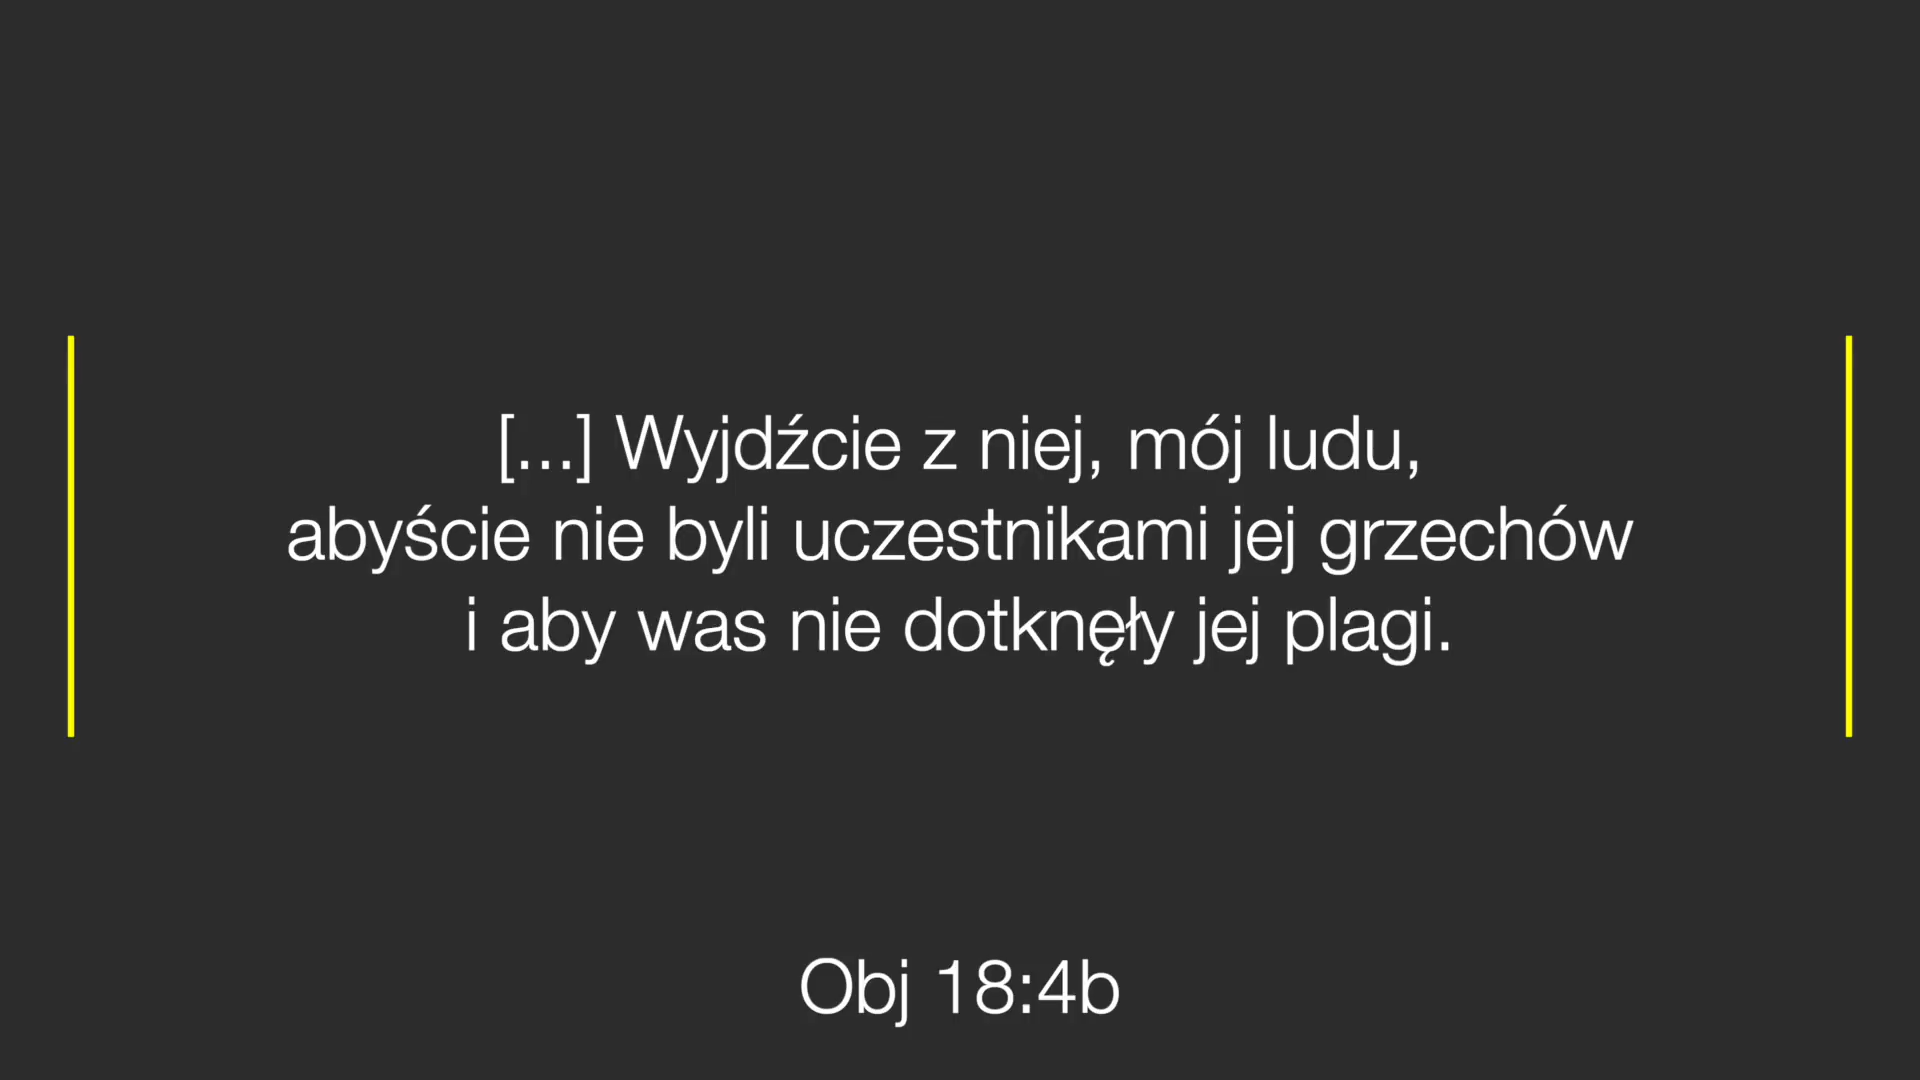 [...] Wyjdźcie z niej, mój ludu,
abyście nie byli uczestnikami jej grzechów
i aby was nie dotknęły jej plagi.
Obj 18:4b